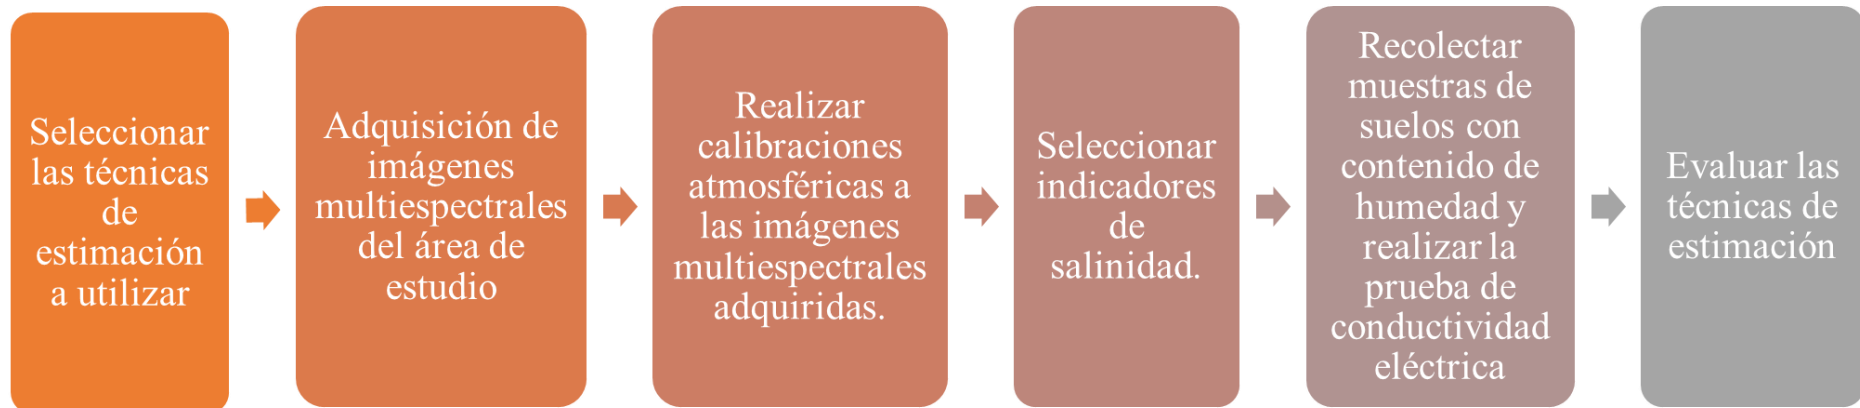 Seleccionar
las técnicas
de
estimación
a utilizar
Adquisición de
imágenes
multiespectrales
del área de
estudio
Realizar
calibraciones
atmosféricas a
las imágenes
multiespectrales
adquiridas.
Seleccionar
indicadores
de
salinidad.
Recolectar
muestras de
suelos con
contenido de
humedad y
realizar la
prueba de
conductividad
eléctrica
Evaluar las
técnicas de
estimación